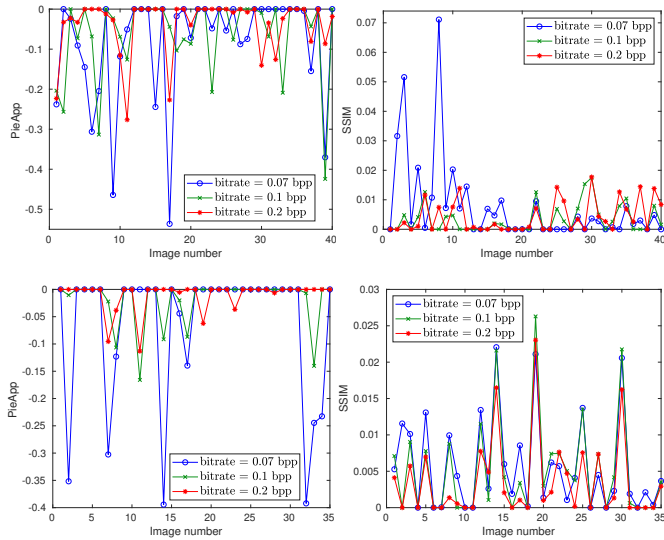 0
-0.1
-0.2
-0.3
-0.4
-0.5
PieApp
bitrate = 0.07 bpp
bitrate = 0.1 bpp
bitrate = 0.2 bpp
0 10 20 30 40
Image number
0.07
0.06
0.05
0.04
0.03
0.02
0.01
0
SSIM
bitrate = 0.07 bpp
bitrate = 0.1 bpp
bitrate = 0.2 bpp
0 5 10 15 20 25 30 35 40
Image number
0
-0.05
-0.1
-0.15
-0.2
-0.25
-0.3
-0.35
-0.4
PieApp
bitrate = 0.07 bpp
bitrate = 0.1 bpp
bitrate = 0.2 bpp
0 5 10 15 20 25 30 35
Image number
0.03
0.025
0.02
0.015
0.01
0.005
0
SSIM
bitrate = 0.07 bpp
bitrate = 0.1 bpp
bitrate = 0.2 bpp
0 5 10 15 20 25 30 35
Image number